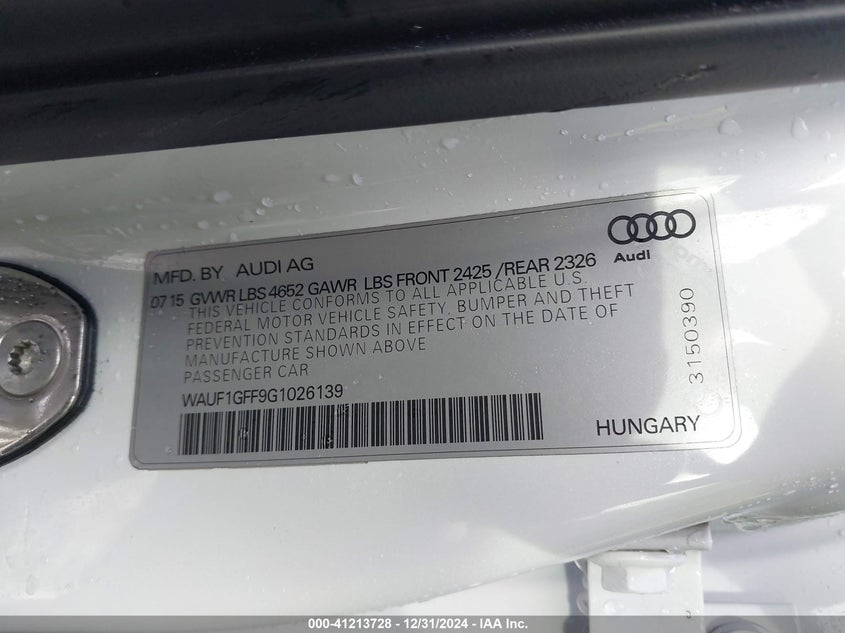 MFD. BY AUDI AG
Audi
07 15 GVWR LBS 4652 GAWR LBS FRONT 2425 /REAR 2326
THIS VEHICLE CONFORMS TO ALL APPLICABLE U.S.
FEDERAL MOTOR VEHICLE SAFETY, BUMPER AND THEFT
PREVENTION STANDARDS IN EFFECT ON THE DATE OF
MANUFACTURE SHOWN ABOVE
PASSENGER CAR
WAUF1GFF9G1026139
HUNGARY
3150390
000-41213728 - 12/31/2024 - IAA Inc.